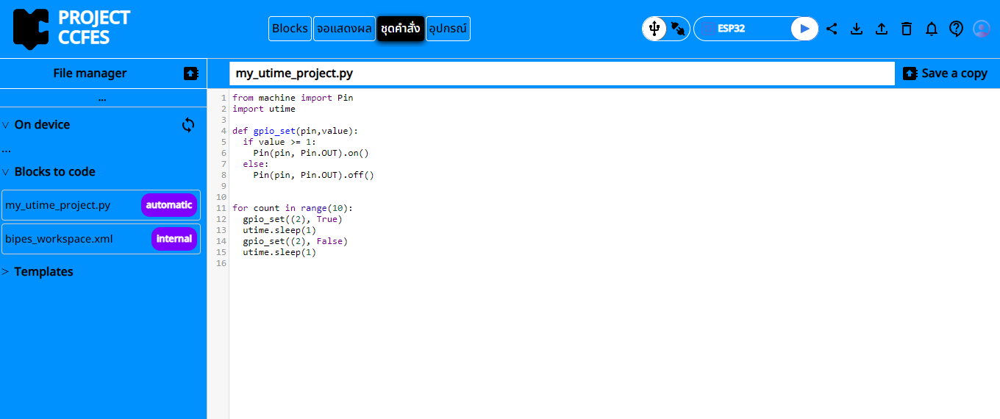 PROJECT
CCFES
Blocks
จอแสดงผล
ชุดคำสั่ง
อุปกรณ์
ESP32
File manager
my_utime_project.py
Save a copy
...
˅ On device
...
˅ Blocks to code
my_utime_project.py automatic
bipes_workspace.xml internal
> Templates
1 from machine import Pin
2 import utime
3
4 def gpio_set(pin,value):
5   if value >= 1:
6     Pin(pin, Pin.OUT).on()
7   else:
8     Pin(pin, Pin.OUT).off()
9
10
11 for count in range(10):
12   gpio_set((2), True)
13   utime.sleep(1)
14   gpio_set((2), False)
15   utime.sleep(1)
16